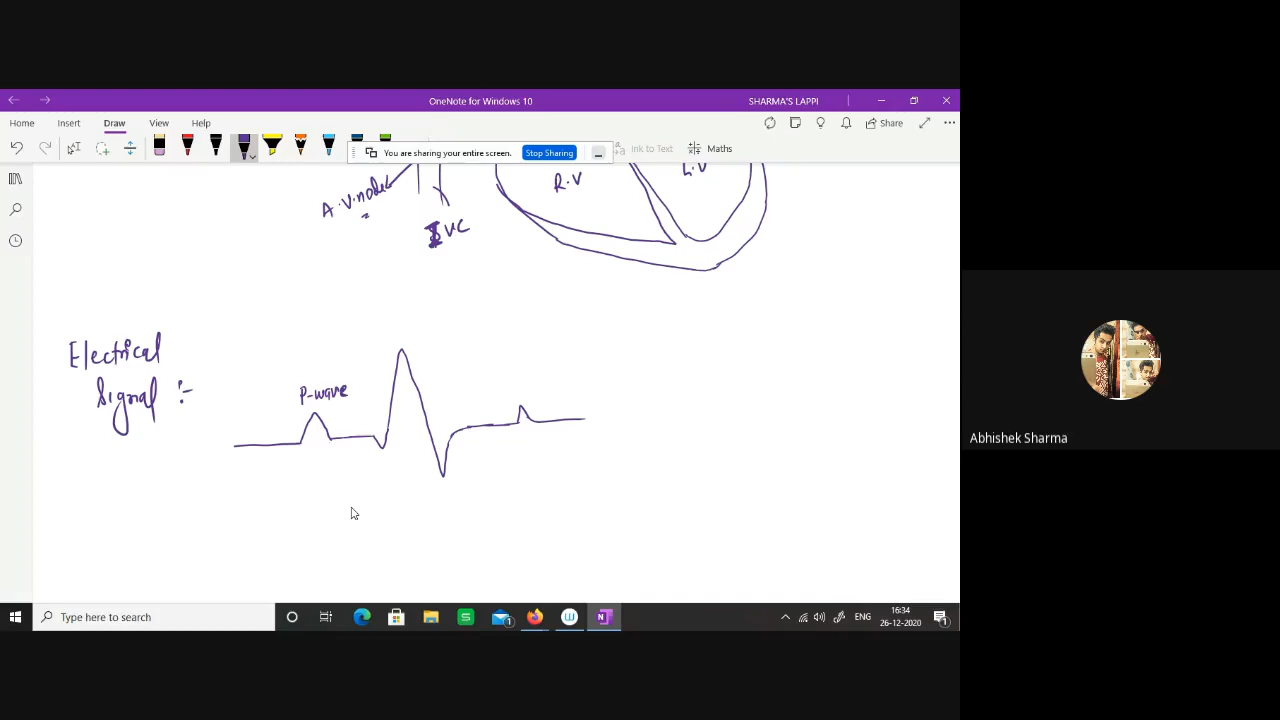 OneNote for Windows 10
SHARMA'S LAPPI
Home Insert Draw View Help
Share
You are sharing your entire screen. Stop Sharing
Ink to Text
Maths
R.V
L.V
A.V.node
IVC
Electrical
Signal :-
P-wave
Abhishek Sharma
Type here to search
1
ENG
16:34
26-12-2020
1